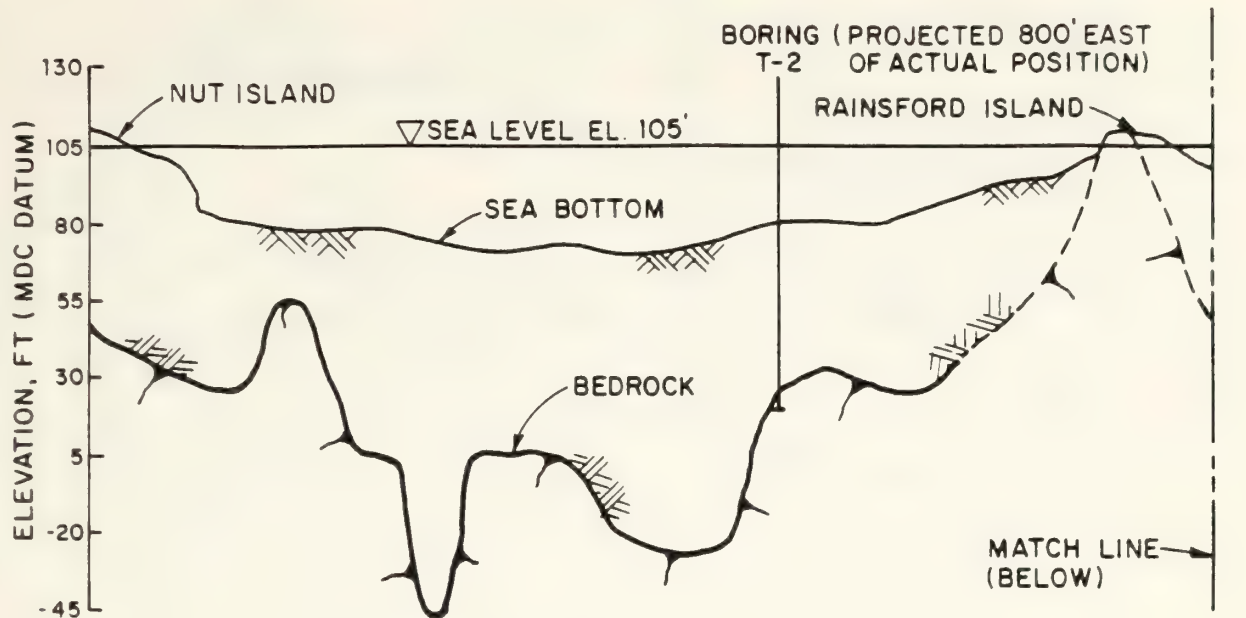 BORING (PROJECTED 800' EAST
T-2 OF ACTUAL POSITION)
130
NUT ISLAND
RAINSFORD ISLAND
SEA LEVEL EL. 105'
105
SEA BOTTOM
80
55
30
BEDROCK
5
-20
MATCH LINE
(BELOW)
-45
ELEVATION, FT (MDC DATUM)